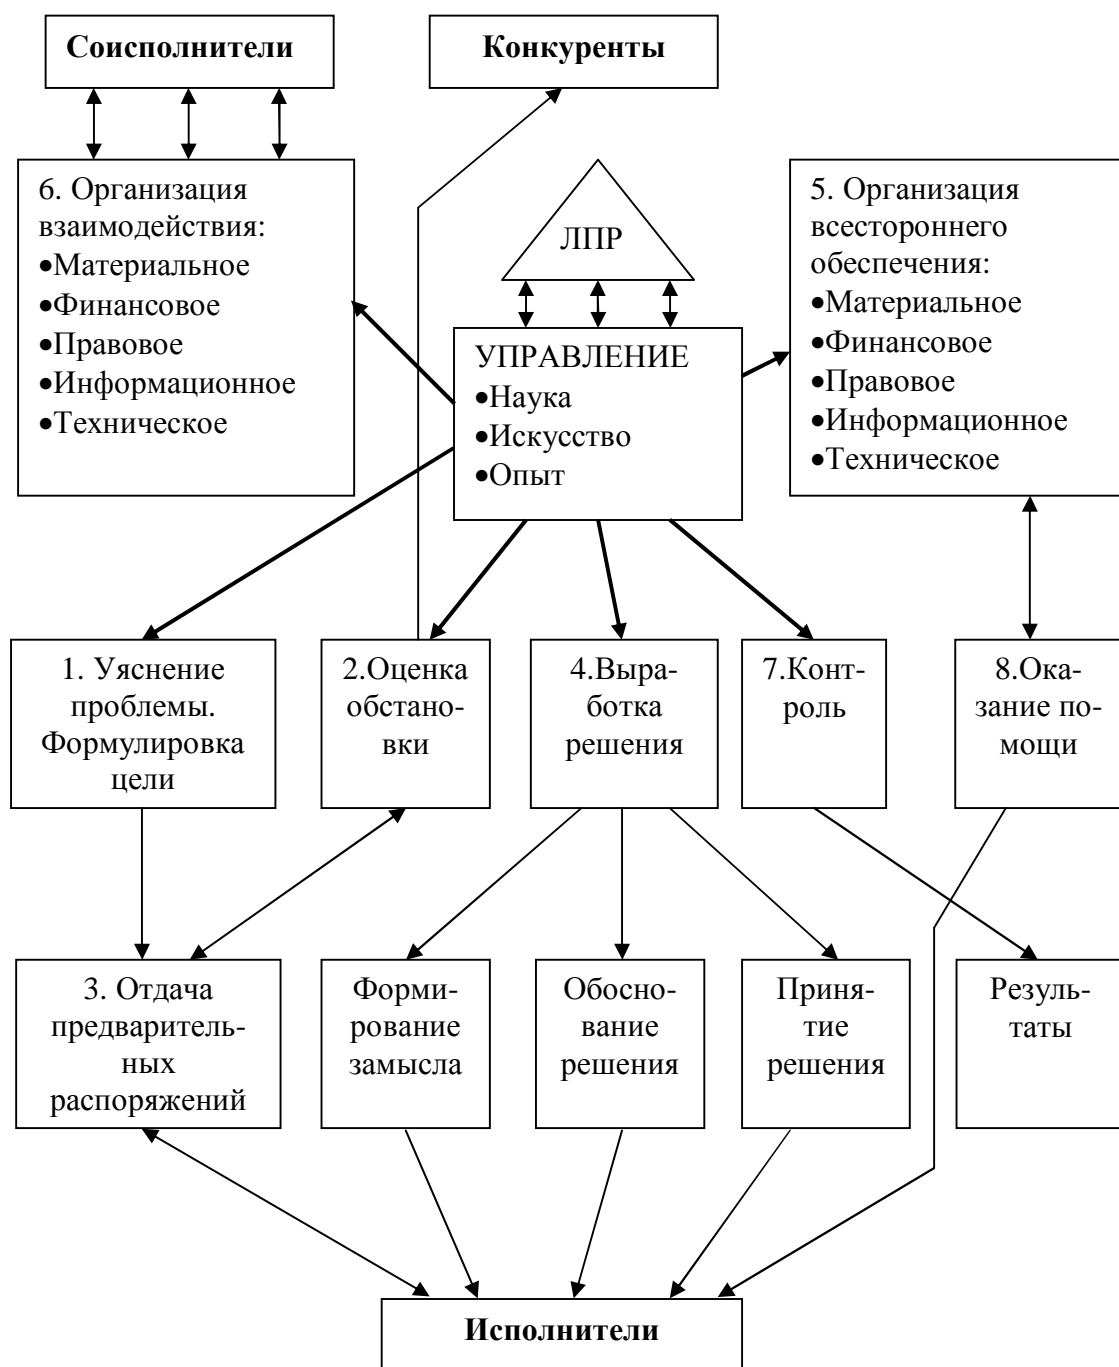 Соисполнители
Конкуренты
6. Организация
взаимодействия:
•Материальное
•Финансовое
•Правовое
•Информационное
•Техническое
ЛПР
5. Организация
всестороннего
обеспечения:
•Материальное
•Финансовое
•Правовое
•Информационное
•Техническое
УПРАВЛЕНИЕ
•Наука
•Искусство
•Опыт
1. Уяснение
проблемы.
Формулировка
цели
2.Оценка
обстано-
вки
4.Выра-
ботка
решения
7.Конт-
роль
8.Ока-
зание по-
мощи
3. Отдача
предваритель-
ных
распоряжений
Форми-
рование
замысла
Обосно-
вание
решения
Приня-
тие
решения
Резуль-
таты
Исполнители